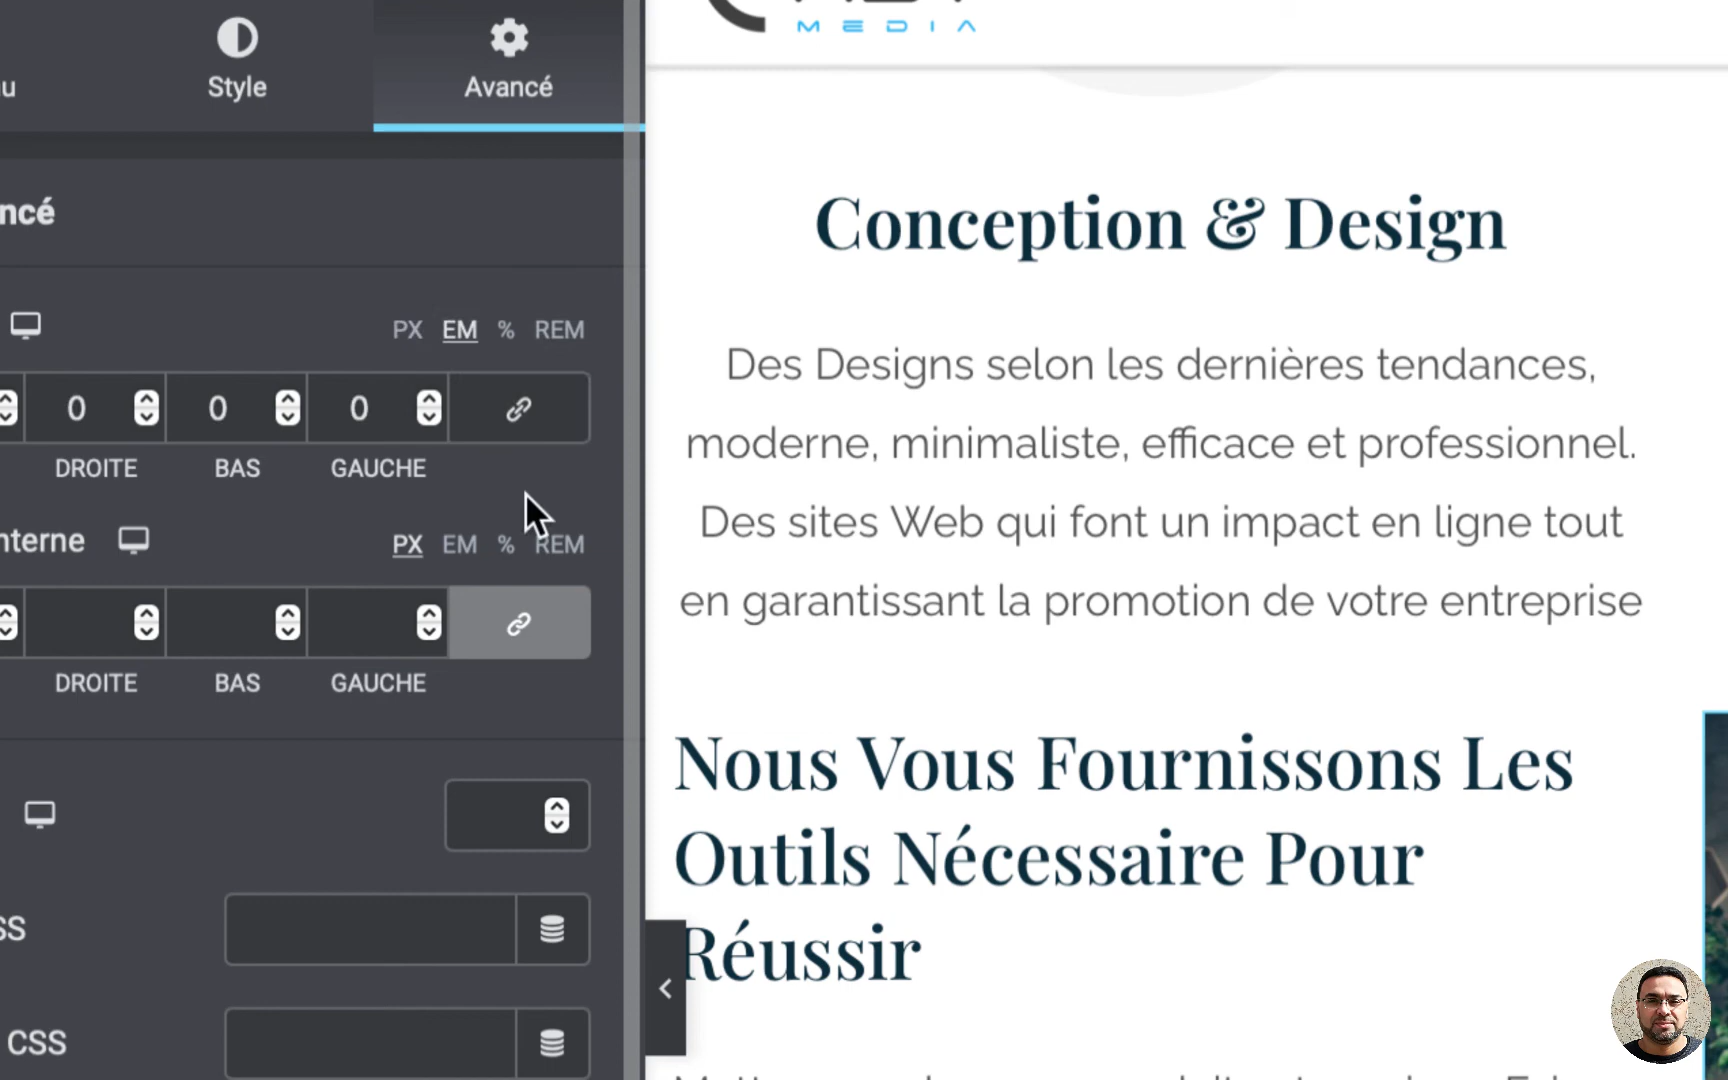 MEDIA
u
Style
Avancé
ncé
PX EM % REM
0 0 0
DROITE BAS GAUCHE
nterne
PX EM % REM
DROITE BAS GAUCHE
SS
CSS
Conception & Design
Des Designs selon les dernières tendances,
moderne, minimaliste, efficace et professionnel.
Des sites Web qui font un impact en ligne tout
en garantissant la promotion de votre entreprise
Nous Vous Fournissons Les
Outils Nécessaire Pour
Réussir